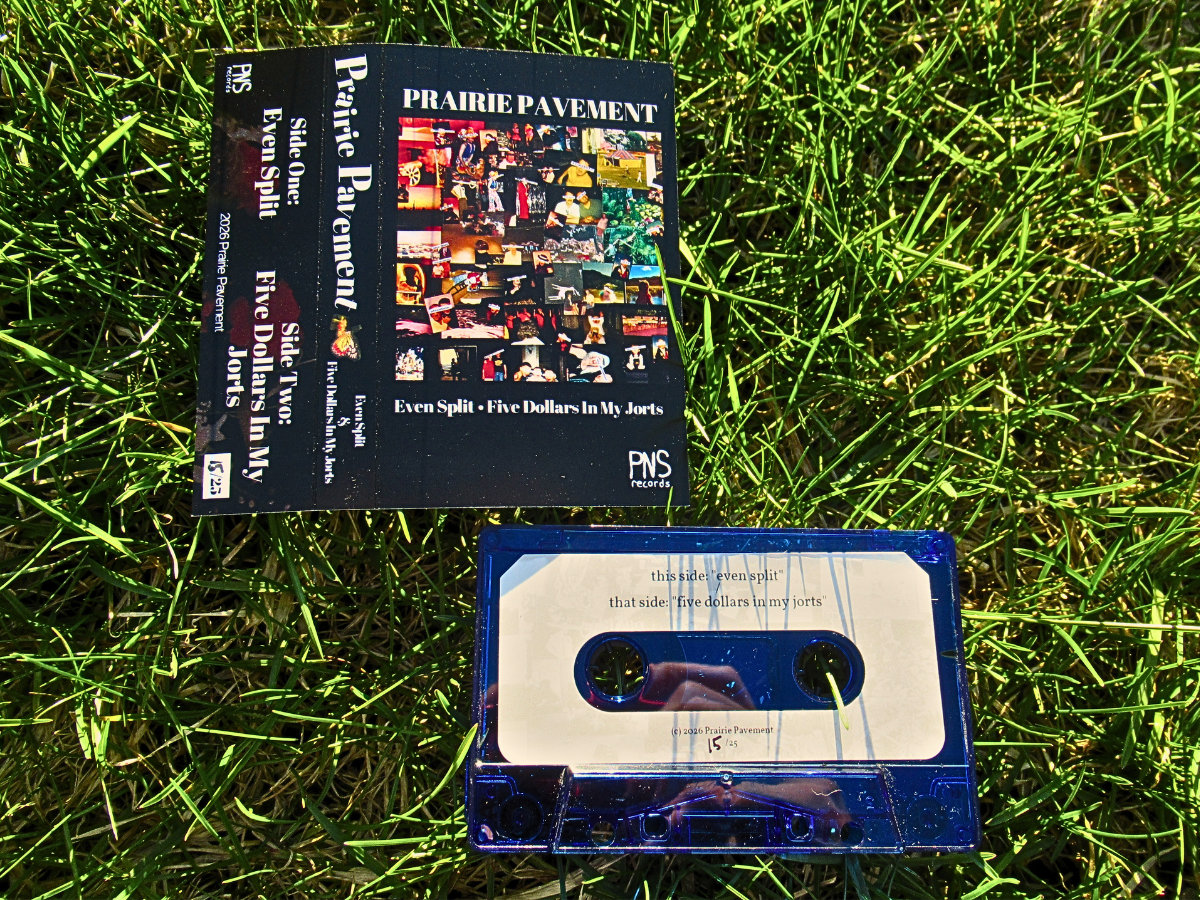 PNS
records
Side One:
Even Split
Side Two:
Five Dollars In My
Jorts
2026 Prairie Pavement
15/25
Prairie Pavement
Even Split
&
Five Dollars In My Jorts
PRAIRIE PAVEMENT
Even Split • Five Dollars In My Jorts
PNS
records
this side: "even split"
that side: "five dollars in my jorts"
(c) 2026 Prairie Pavement
15/25